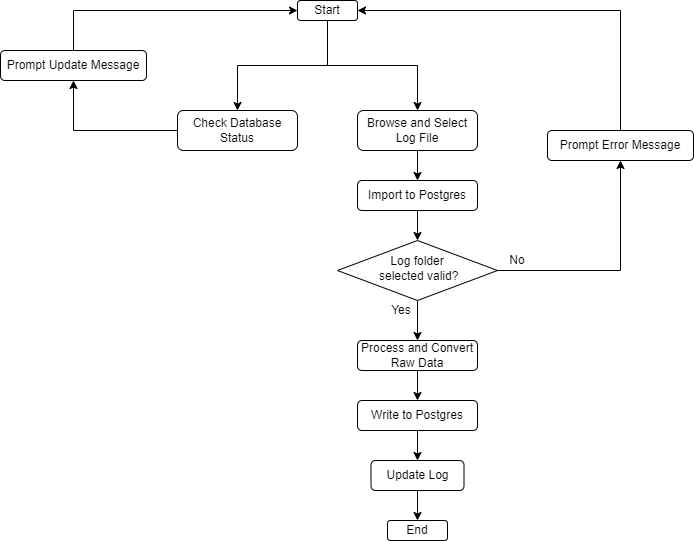 Start
Prompt Update Message
Check Database
Status
Browse and Select
Log File
Prompt Error Message
Import to Postgres
Log folder
selected valid?
No
Yes
Process and Convert
Raw Data
Write to Postgres
Update Log
End